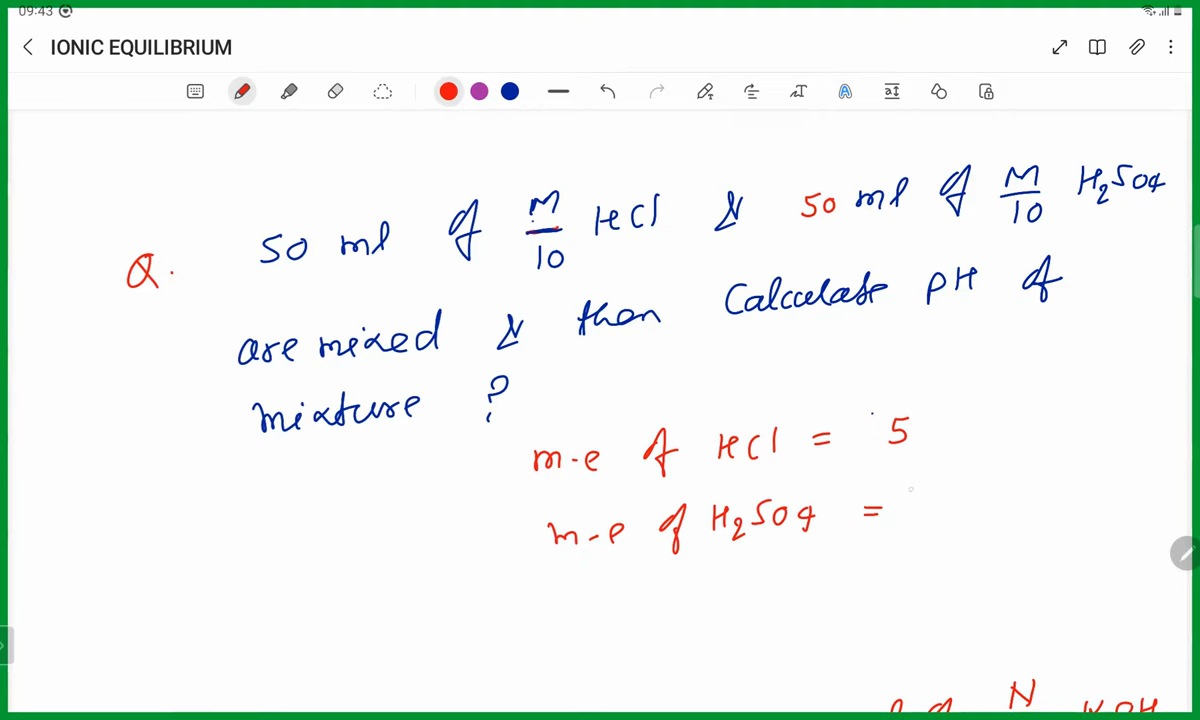 09:43
IONIC EQUILIBRIUM
Q. 50 ml of M/10 HCl & 50 ml of M/10 H2SO4
are mixed & then Calculate pH of
mixture ?
m-e of HCl = 5
m-e of H2SO4 =
N KOH